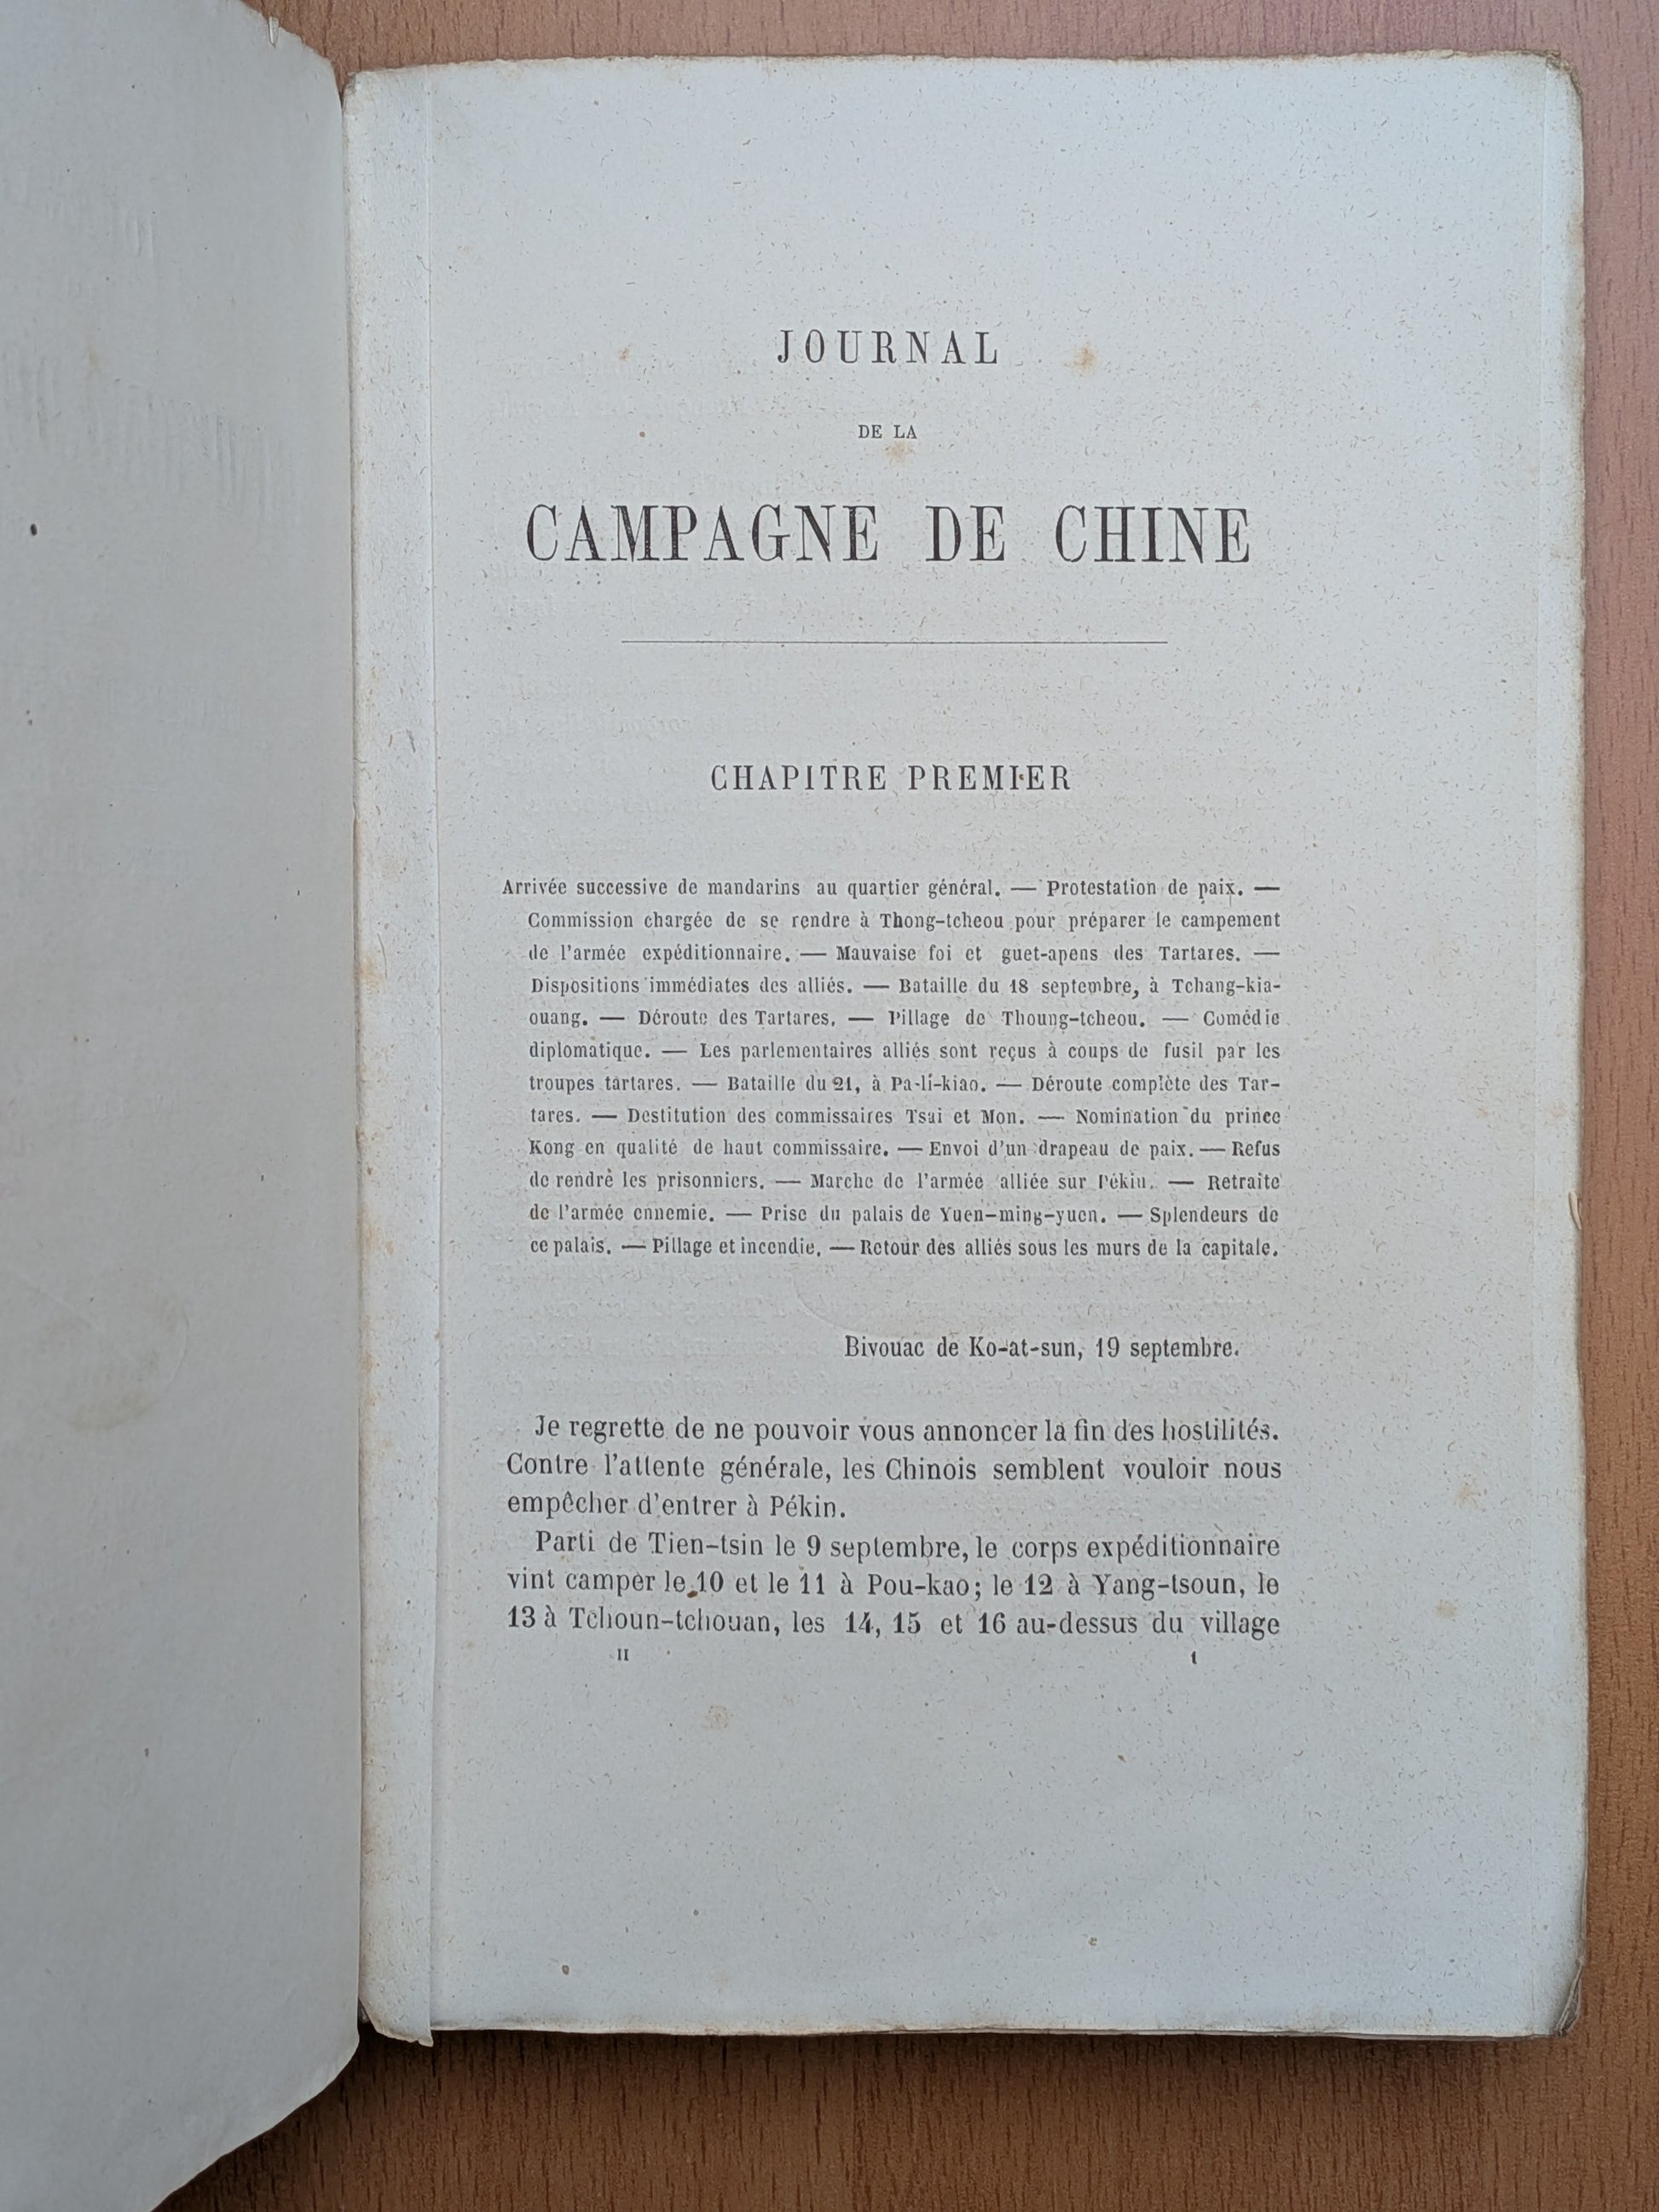 JOURNAL
DE LA
CAMPAGNE DE CHINE
CHAPITRE PREMIER
Arrivée successive de mandarins au quartier général. — Protestation de paix. —
Commission chargée de se rendre à Thong-tcheou pour préparer le campement
de l'armée expéditionnaire. — Mauvaise foi et guet-apens des Tartares. —
Dispositions immédiates des alliés. — Bataille du 18 septembre, à Tchang-kia-
ouang. — Déroute des Tartares. — Pillage de Thoung-tcheou. — Comédie
diplomatique. — Les parlementaires alliés sont reçus à coups de fusil par les
troupes tartares. — Bataille du 21, à Pa-li-kiao. — Déroute complète des Tar-
tares. — Destitution des commissaires Tsai et Mon. — Nomination du prince
Kong en qualité de haut commissaire. — Envoi d'un drapeau de paix. — Refus
de rendre les prisonniers. — Marche de l'armée alliée sur Pékin. — Retraite
de l'armée ennemie. — Prise du palais de Yuen-ming-yuen. — Splendeurs de
ce palais. — Pillage et incendie. — Retour des alliés sous les murs de la capitale.
Bivouac de Ko-at-sun, 19 septembre.
Je regrette de ne pouvoir vous annoncer la fin des hostilités.
Contre l'attente générale, les Chinois semblent vouloir nous
empêcher d'entrer à Pékin.
Parti de Tien-tsin le 9 septembre, le corps expéditionnaire
vint camper le 10 et le 11 à Pou-kao; le 12 à Yang-tsoun, le
13 à Tchoun-tchouan, les 14, 15 et 16 au-dessus du village
II 1